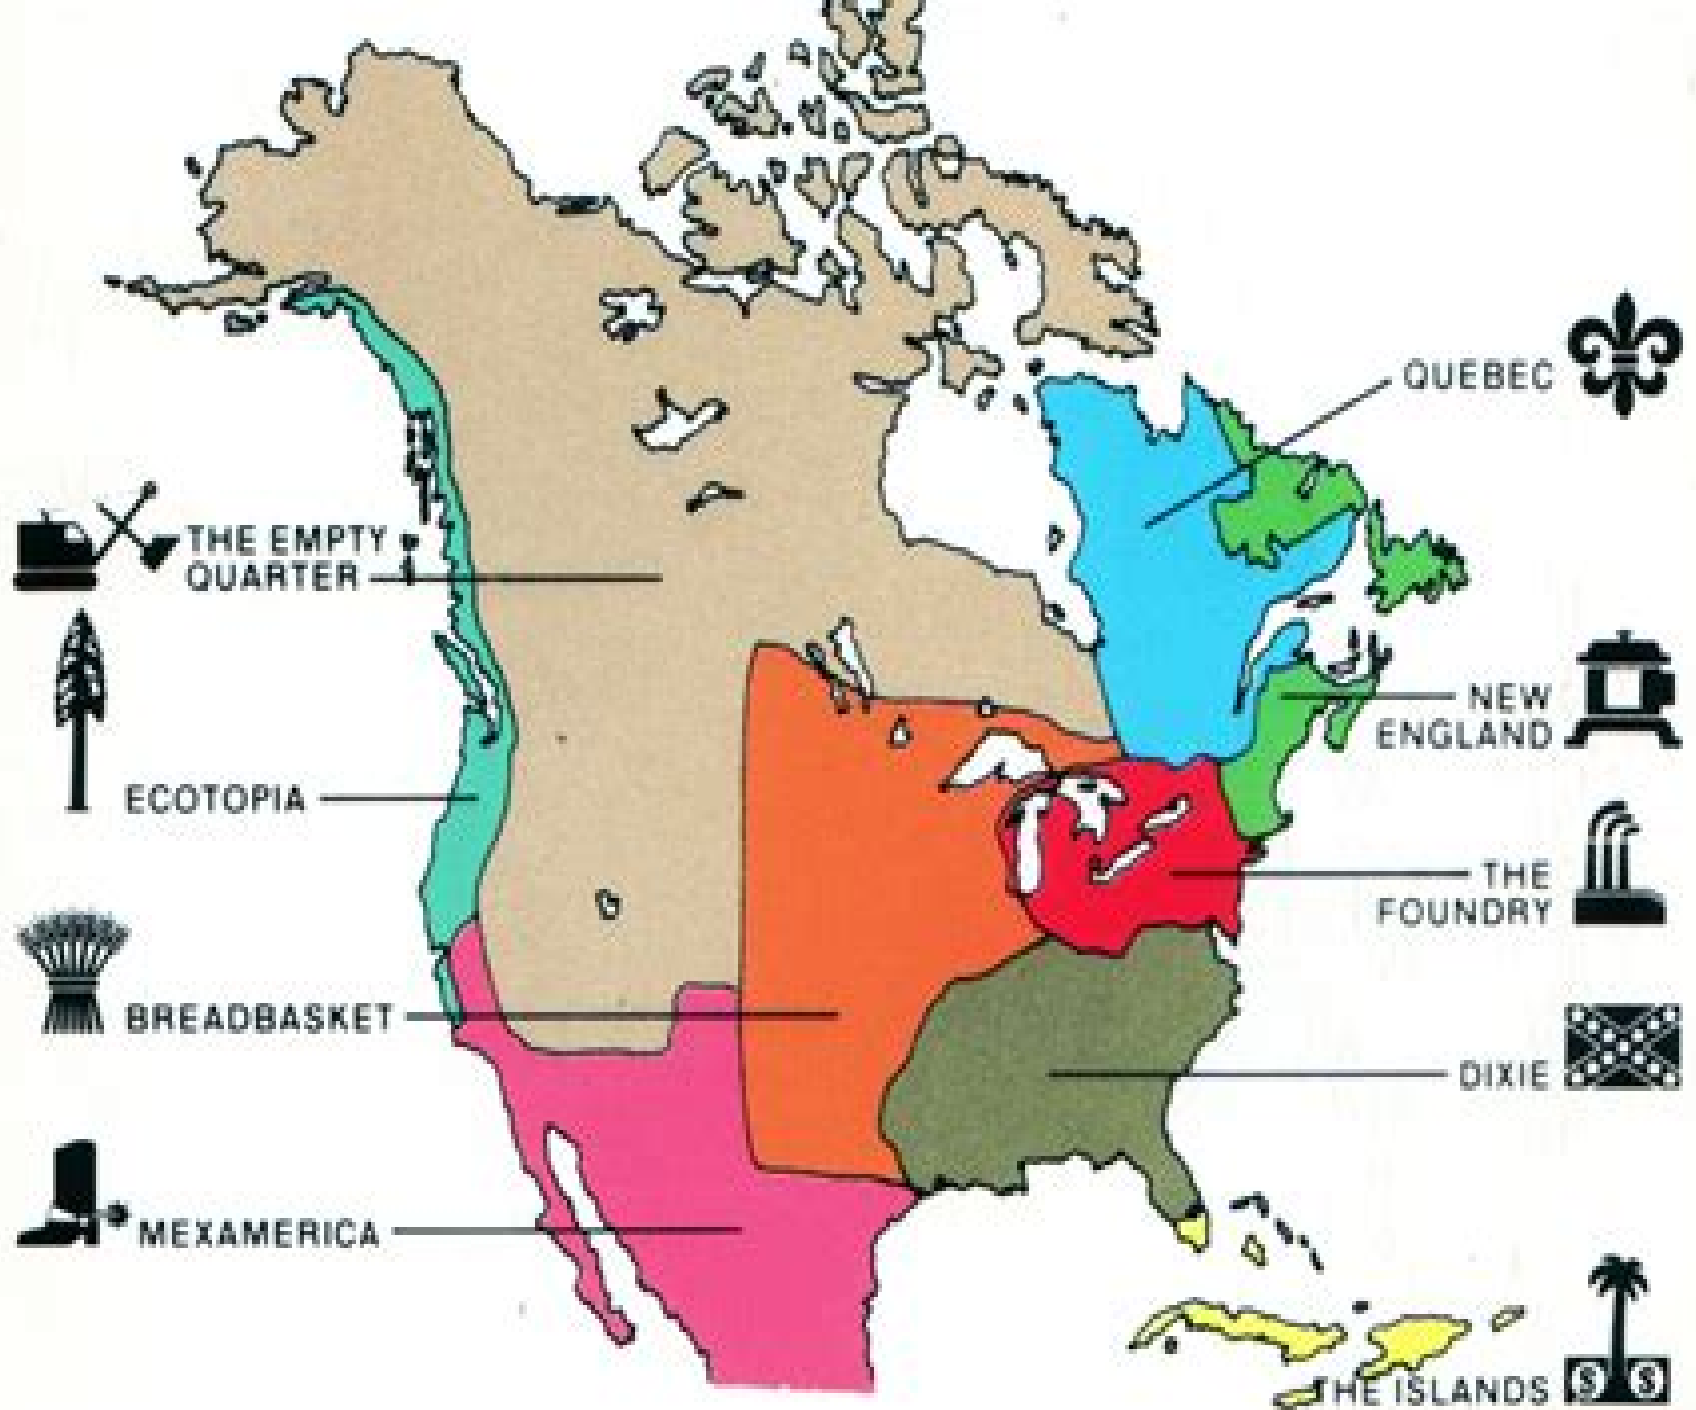 QUEBEC
THE EMPTY
QUARTER
NEW
ENGLAND
ECOTOPIA
THE
FOUNDRY
BREADBASKET
DIXIE
MEXAMERICA
THE ISLANDS
$ $